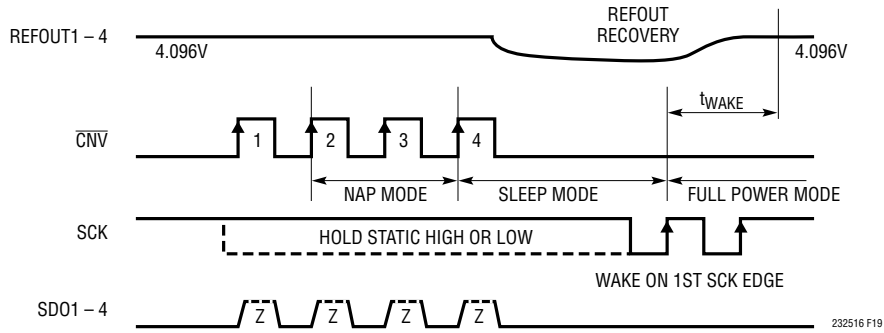 REFOUT
RECOVERY
REFOUT1 – 4
4.096V
4.096V
tWAKE
CNV
1
2
3
4
NAP MODE
SLEEP MODE
FULL POWER MODE
SCK
HOLD STATIC HIGH OR LOW
WAKE ON 1ST SCK EDGE
SDO1 – 4
Z
Z
Z
Z
232516 F19